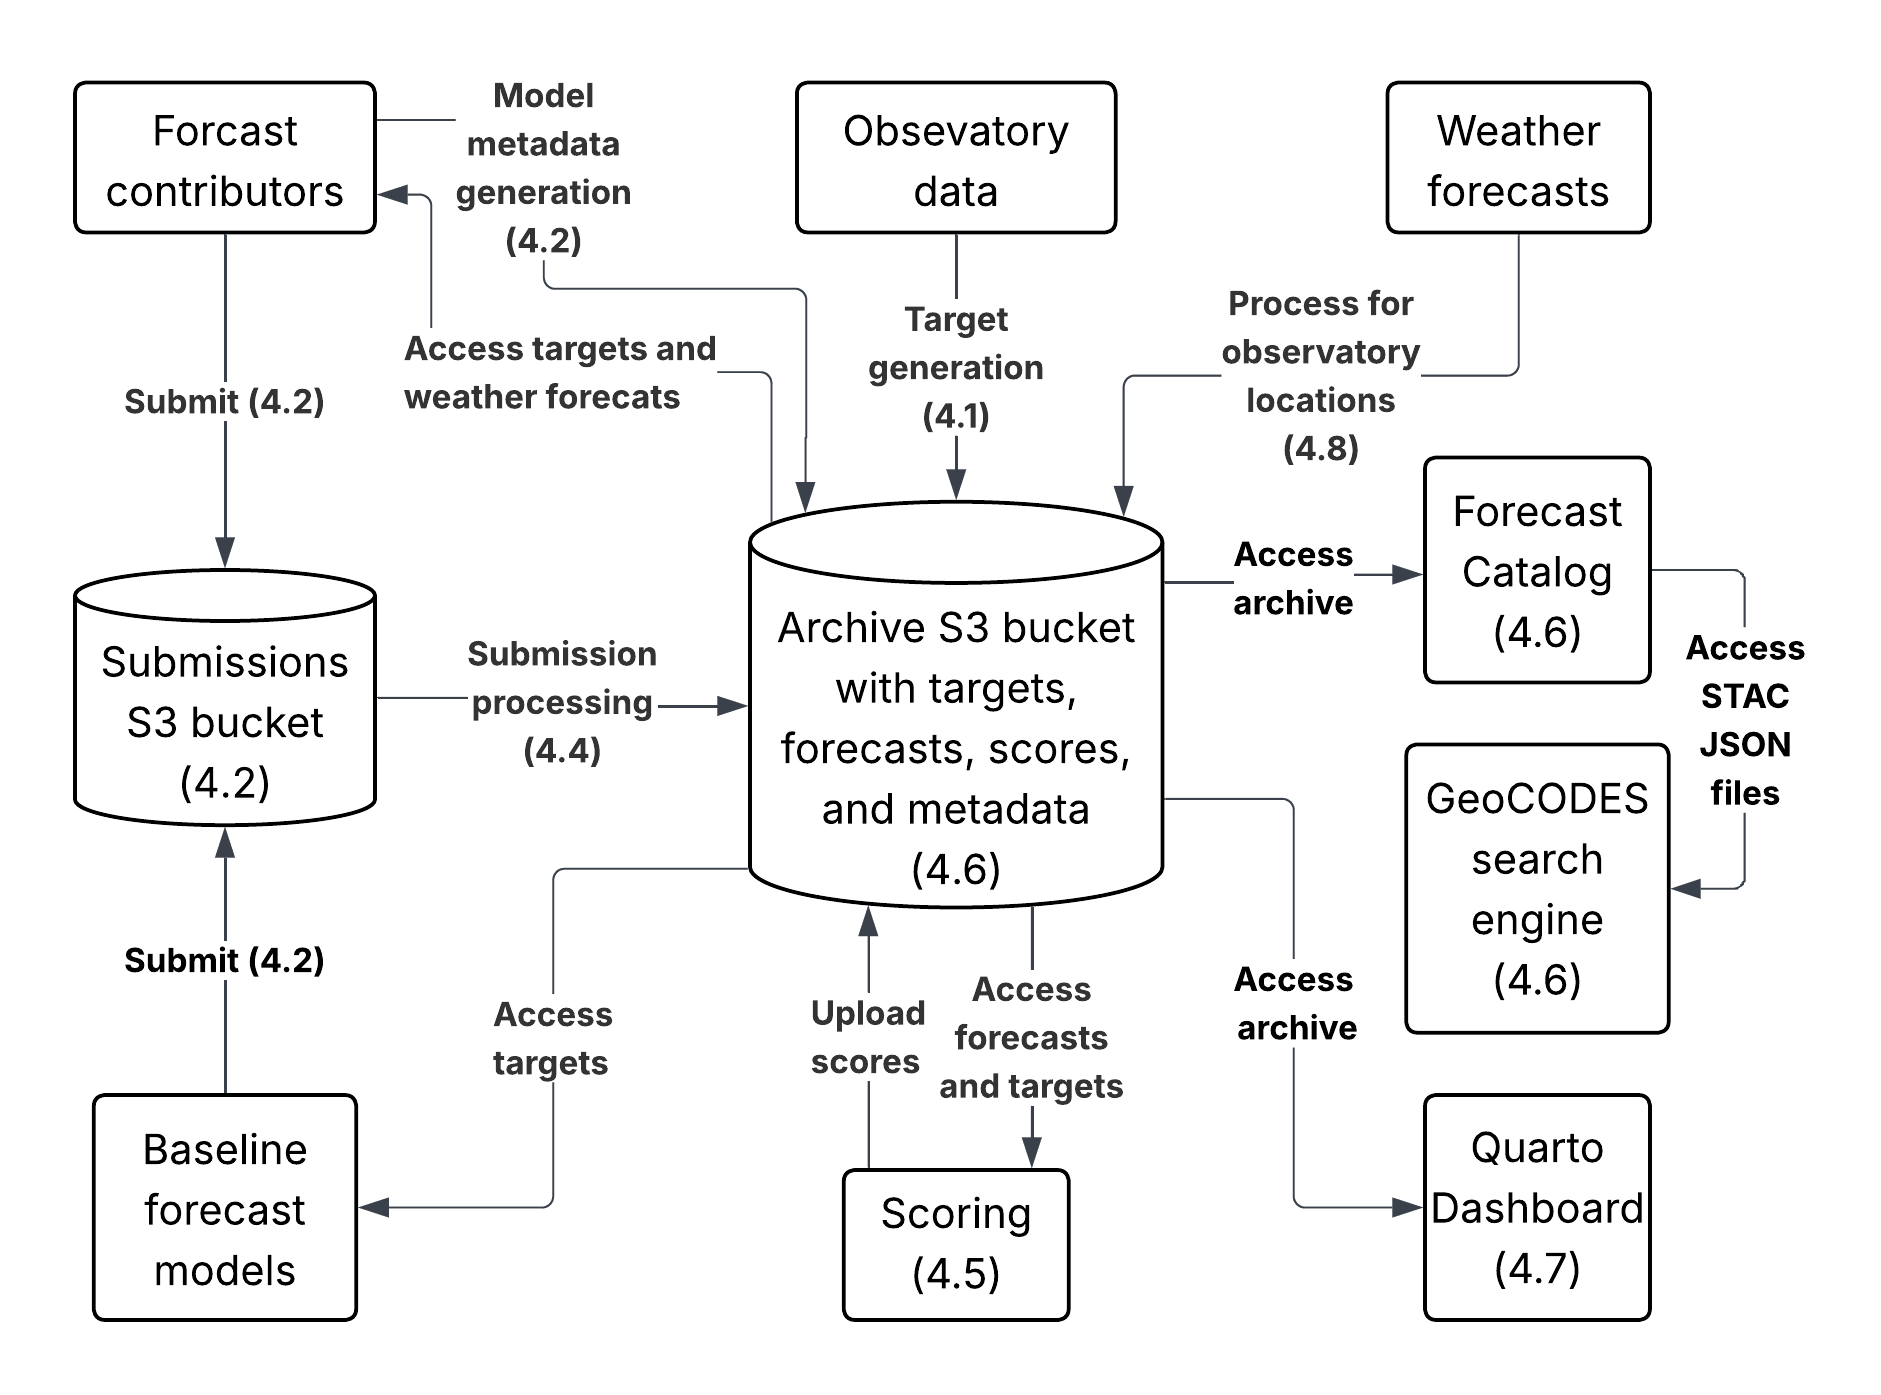 Forcast
contributors
Model
metadata
generation
(4.2)
Obsevatory
data
Weather
forecasts
Access targets and
weather forecats
Target
generation
(4.1)
Process for
observatory
locations
(4.8)
Submit (4.2)
Submissions
S3 bucket
(4.2)
Submission
processing
(4.4)
Archive S3 bucket
with targets,
forecasts, scores,
and metadata
(4.6)
Access
archive
Forecast
Catalog
(4.6)
Access
STAC
JSON
files
GeoCODES
search
engine
(4.6)
Submit (4.2)
Access
targets
Upload
scores
Access
forecasts
and targets
Access
archive
Baseline
forecast
models
Scoring
(4.5)
Quarto
Dashboard
(4.7)